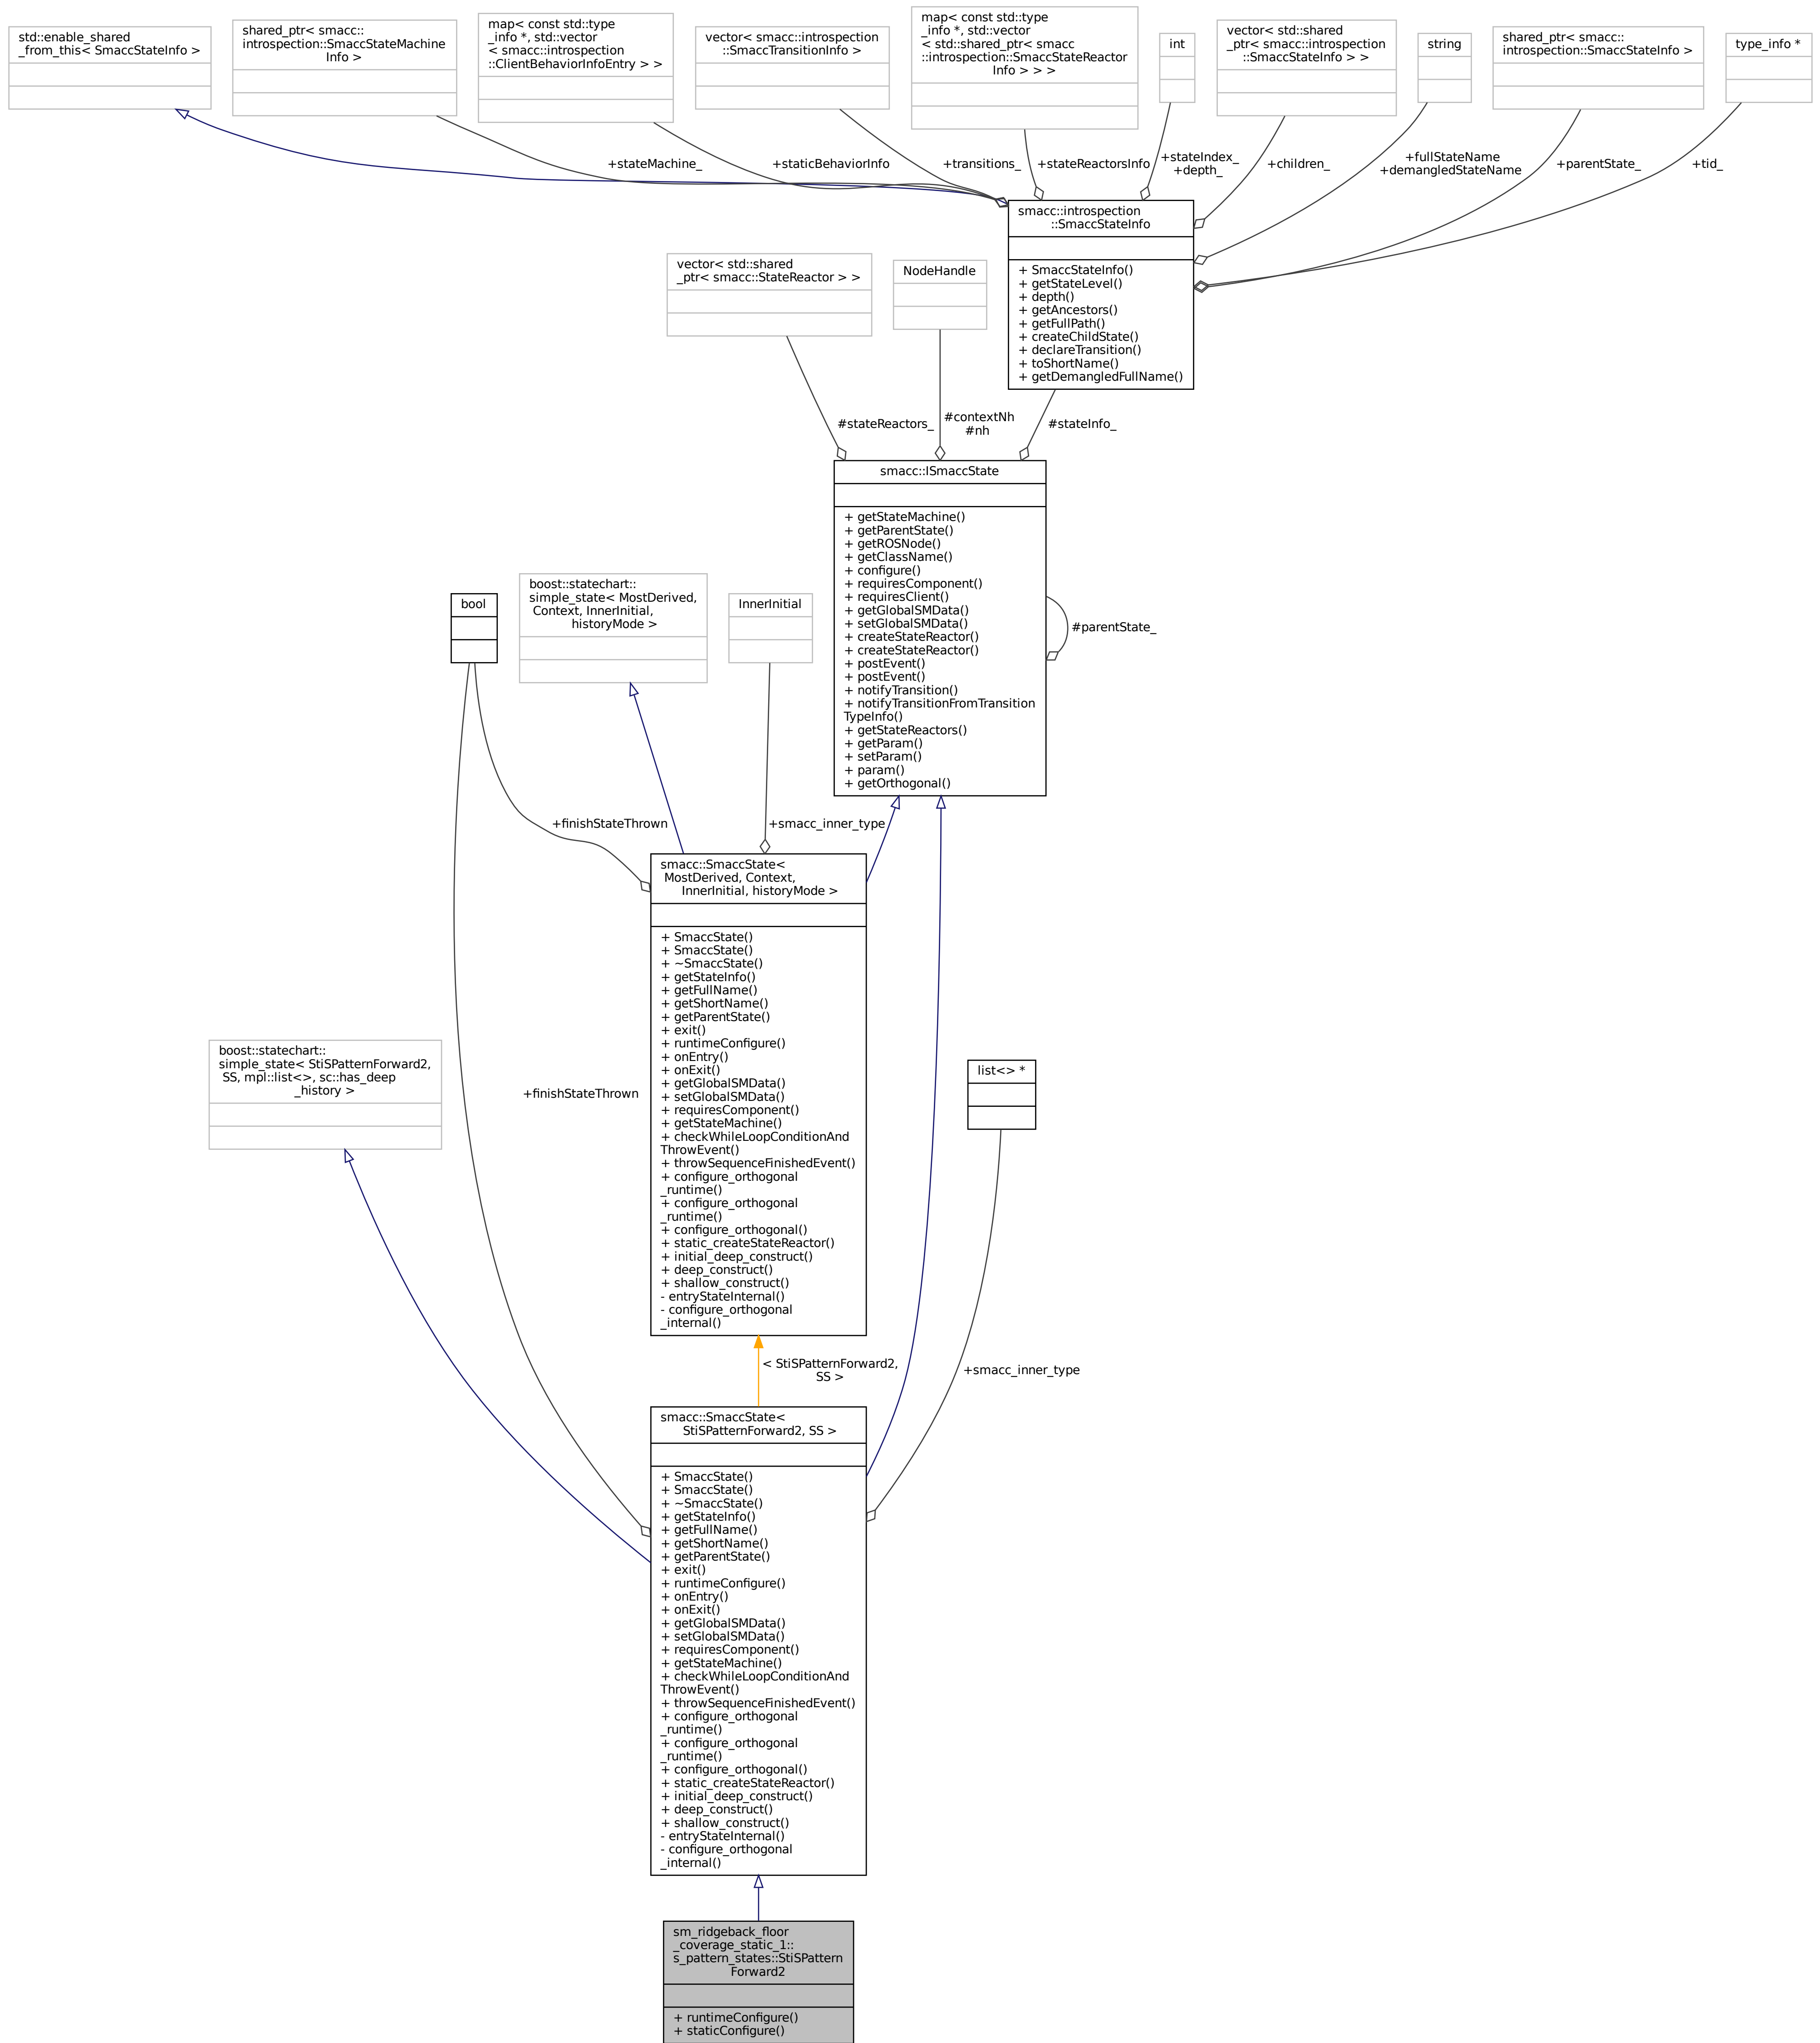 std::enable_shared
_from_this< SmaccStateInfo >
shared_ptr< smacc::
introspection::SmaccStateMachine
Info >
map< const std::type
_info *, std::vector
< smacc::introspection
::ClientBehaviorInfoEntry > >
vector< smacc::introspection
::SmaccTransitionInfo >
map< const std::type
_info *, std::vector
< std::shared_ptr< smacc
::introspection::SmaccStateReactor
Info > > >
int
vector< std::shared
_ptr< smacc::introspection
::SmaccStateInfo > >
string
shared_ptr< smacc::
introspection::SmaccStateInfo >
type_info *
+stateMachine_
+staticBehaviorInfo
+transitions_
+stateReactorsInfo
+stateIndex_
+depth_
+children_
+fullStateName
+demangledStateName
+parentState_
+tid_
smacc::introspection
::SmaccStateInfo
+ SmaccStateInfo()
+ getStateLevel()
+ depth()
+ getAncestors()
+ getFullPath()
+ createChildState()
+ declareTransition()
+ toShortName()
+ getDemangledFullName()
vector< std::shared
_ptr< smacc::StateReactor > >
NodeHandle
#stateReactors_
#contextNh
#nh
#stateInfo_
smacc::ISmaccState
+ getStateMachine()
+ getParentState()
+ getROSNode()
+ getClassName()
+ configure()
+ requiresComponent()
+ requiresClient()
+ getGlobalSMData()
+ setGlobalSMData()
+ createStateReactor()
+ createStateReactor()
+ postEvent()
+ postEvent()
+ notifyTransition()
+ notifyTransitionFromTransition
TypeInfo()
+ getStateReactors()
+ getParam()
+ setParam()
+ param()
+ getOrthogonal()
#parentState_
bool
boost::statechart::
simple_state< MostDerived,
Context, InnerInitial,
historyMode >
InnerInitial
+finishStateThrown
+smacc_inner_type
smacc::SmaccState<
MostDerived, Context,
InnerInitial, historyMode >
+ SmaccState()
+ SmaccState()
+ ~SmaccState()
+ getStateInfo()
+ getFullName()
+ getShortName()
+ getParentState()
+ exit()
+ runtimeConfigure()
+ onEntry()
+ onExit()
+ getGlobalSMData()
+ setGlobalSMData()
+ requiresComponent()
+ getStateMachine()
+ checkWhileLoopConditionAnd
ThrowEvent()
+ throwSequenceFinishedEvent()
+ configure_orthogonal
_runtime()
+ configure_orthogonal
_runtime()
+ configure_orthogonal()
+ static_createStateReactor()
+ initial_deep_construct()
+ deep_construct()
+ shallow_construct()
- entryStateInternal()
- configure_orthogonal
_internal()
boost::statechart::
simple_state< StiSPatternForward2,
SS, mpl::list<>, sc::has_deep
_history >
+finishStateThrown
list<> *
< StiSPatternForward2,
SS >
+smacc_inner_type
smacc::SmaccState<
StiSPatternForward2, SS >
+ SmaccState()
+ SmaccState()
+ ~SmaccState()
+ getStateInfo()
+ getFullName()
+ getShortName()
+ getParentState()
+ exit()
+ runtimeConfigure()
+ onEntry()
+ onExit()
+ getGlobalSMData()
+ setGlobalSMData()
+ requiresComponent()
+ getStateMachine()
+ checkWhileLoopConditionAnd
ThrowEvent()
+ throwSequenceFinishedEvent()
+ configure_orthogonal
_runtime()
+ configure_orthogonal
_runtime()
+ configure_orthogonal()
+ static_createStateReactor()
+ initial_deep_construct()
+ deep_construct()
+ shallow_construct()
- entryStateInternal()
- configure_orthogonal
_internal()
sm_ridgeback_floor
_coverage_static_1::
s_pattern_states::StiSPattern
Forward2
+ runtimeConfigure()
+ staticConfigure()